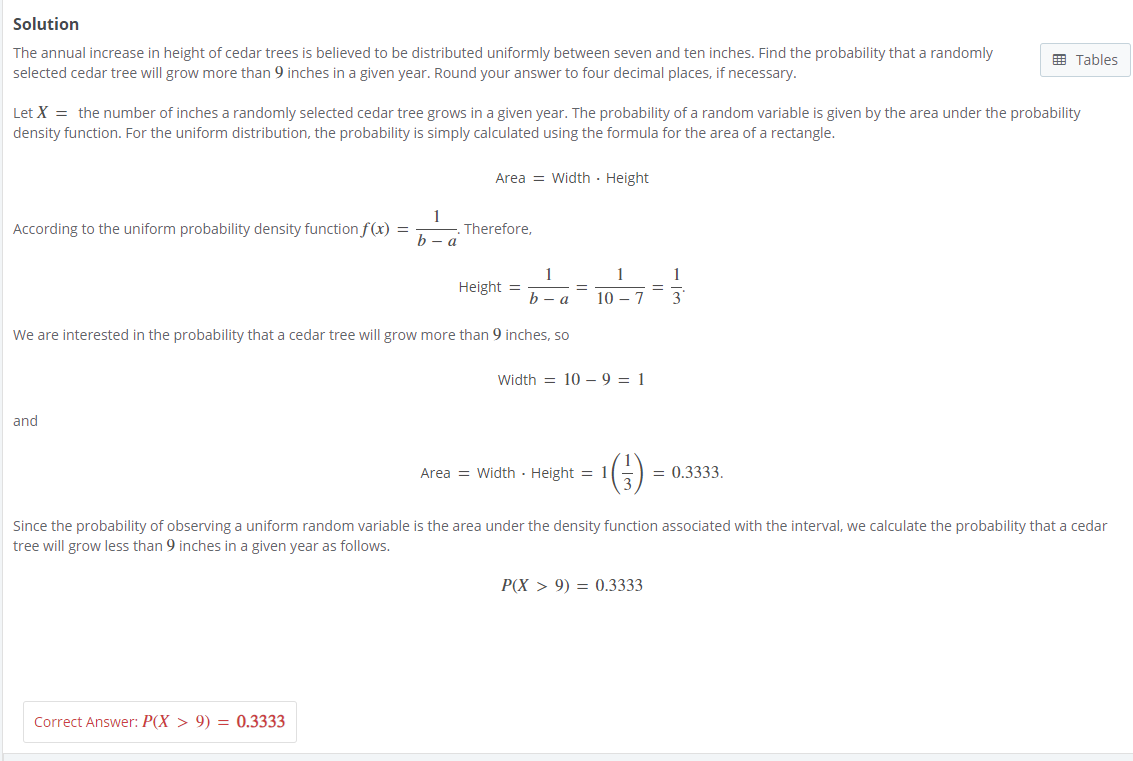 Solution
The annual increase in height of cedar trees is believed to be distributed uniformly between seven and ten inches. Find the probability that a randomly
selected cedar tree will grow more than 9 inches in a given year. Round your answer to four decimal places, if necessary.
Tables
Let X = the number of inches a randomly selected cedar tree grows in a given year. The probability of a random variable is given by the area under the probability
density function. For the uniform distribution, the probability is simply calculated using the formula for the area of a rectangle.
Area = Width · Height
According to the uniform probability density function f(x) = 1/(b − a). Therefore,
Height = 1/(b − a) = 1/(10 − 7) = 1/3.
We are interested in the probability that a cedar tree will grow more than 9 inches, so
Width = 10 − 9 = 1
and
Area = Width · Height = 1(1/3) = 0.3333.
Since the probability of observing a uniform random variable is the area under the density function associated with the interval, we calculate the probability that a cedar
tree will grow less than 9 inches in a given year as follows.
P(X > 9) = 0.3333
Correct Answer: P(X > 9) = 0.3333